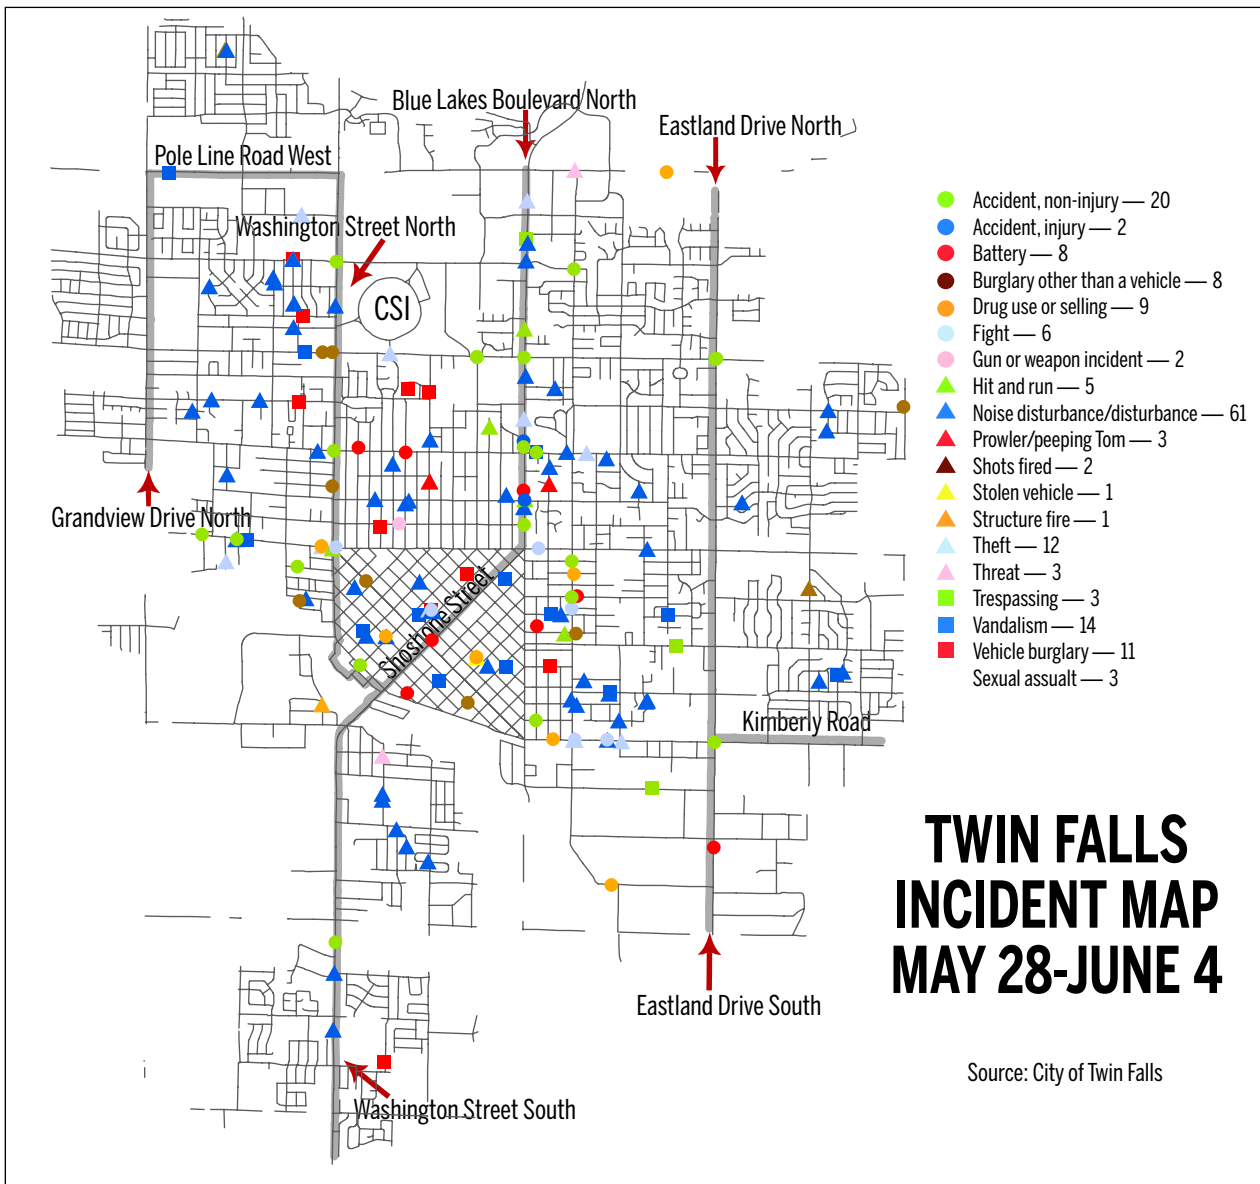 Blue Lakes Boulevard North
Eastland Drive North
Pole Line Road West
Washington Street North
CSI
Grandview Drive North
Shoshone Street
Kimberly Road
Eastland Drive South
Washington Street South
Accident, non-injury — 20
Accident, injury — 2
Battery — 8
Burglary other than a vehicle — 8
Drug use or selling — 9
Fight — 6
Gun or weapon incident — 2
Hit and run — 5
Noise disturbance/disturbance — 61
Prowler/peeping Tom — 3
Shots fired — 2
Stolen vehicle — 1
Structure fire — 1
Theft — 12
Threat — 3
Trespassing — 3
Vandalism — 14
Vehicle burglary — 11
Sexual assualt — 3
TWIN FALLS
INCIDENT MAP
MAY 28-JUNE 4
Source: City of Twin Falls